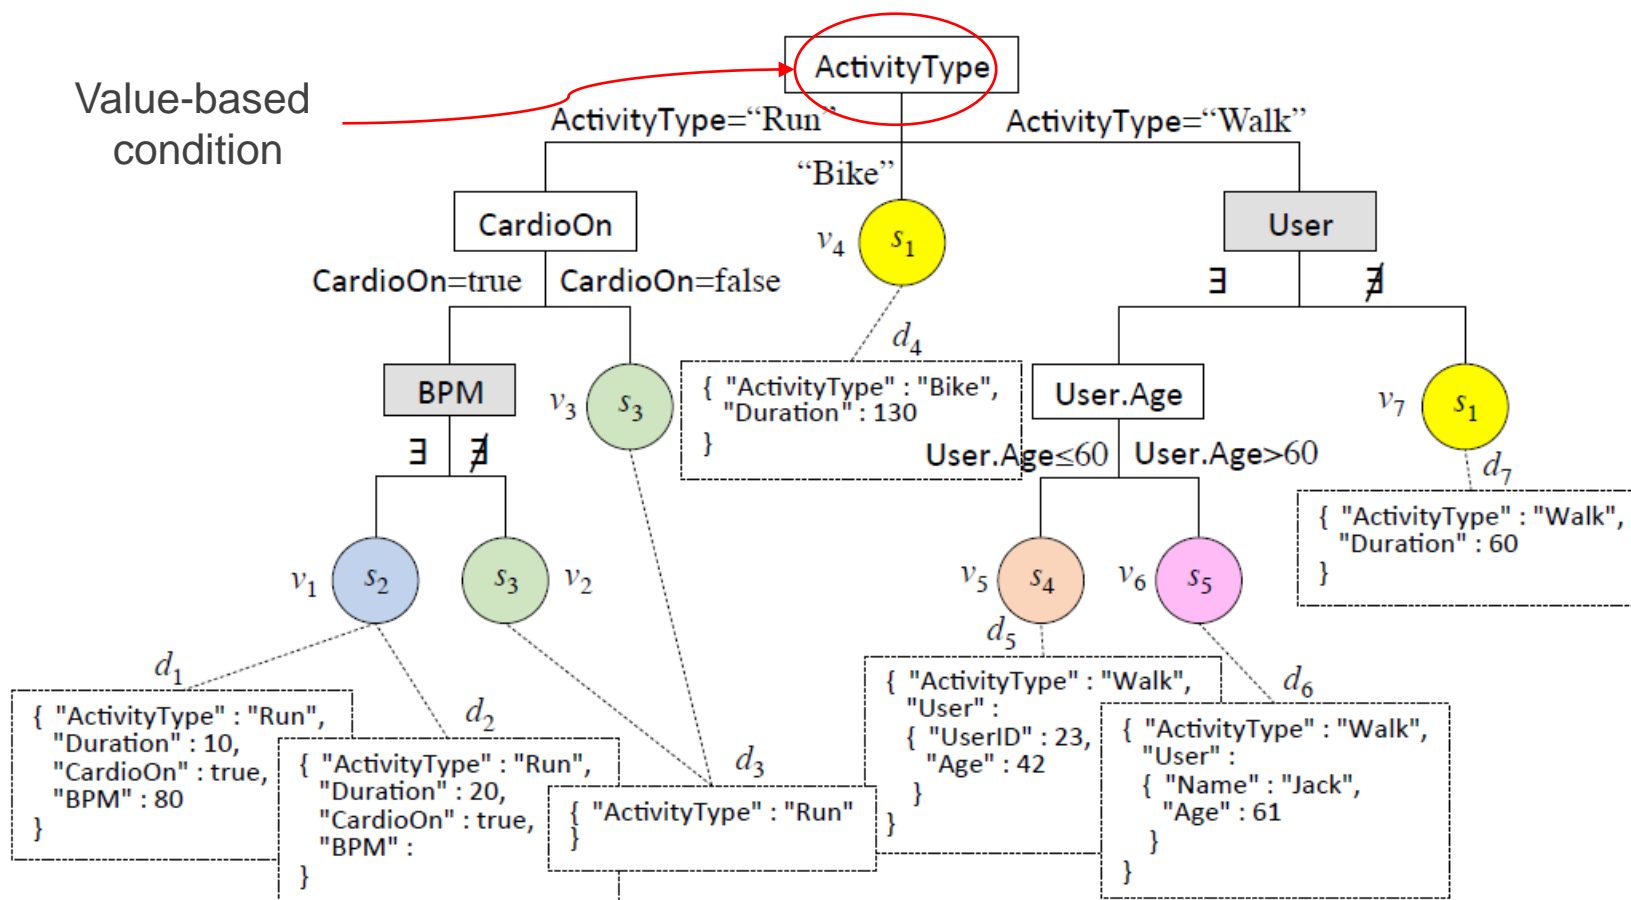 Value-based
condition
ActivityType
ActivityType=“Run”
ActivityType=“Walk”
“Bike”
CardioOn
v4
s1
User
CardioOn=true
CardioOn=false
∃
∄
d4
BPM
v3
s3
{ "ActivityType" : "Bike",
"Duration" : 130
}
User.Age
v7
s1
∃
∄
User.Age≤60
User.Age>60
d7
{ "ActivityType" : "Walk",
"Duration" : 60
}
v1
s2
s3
v2
v5
s4
v6
s5
d1
{ "ActivityType" : "Run",
"Duration" : 10,
"CardioOn" : true,
"BPM" : 80
}
d2
{ "ActivityType" : "Run",
"Duration" : 20,
"CardioOn" : true,
"BPM" :
}
d3
{ "ActivityType" : "Run"
}
d5
{ "ActivityType" : "Walk",
"User" :
{ "UserID" : 23,
"Age" : 42
}
}
d6
{ "ActivityType" : "Walk",
"User" :
{ "Name" : "Jack",
"Age" : 61
}
}